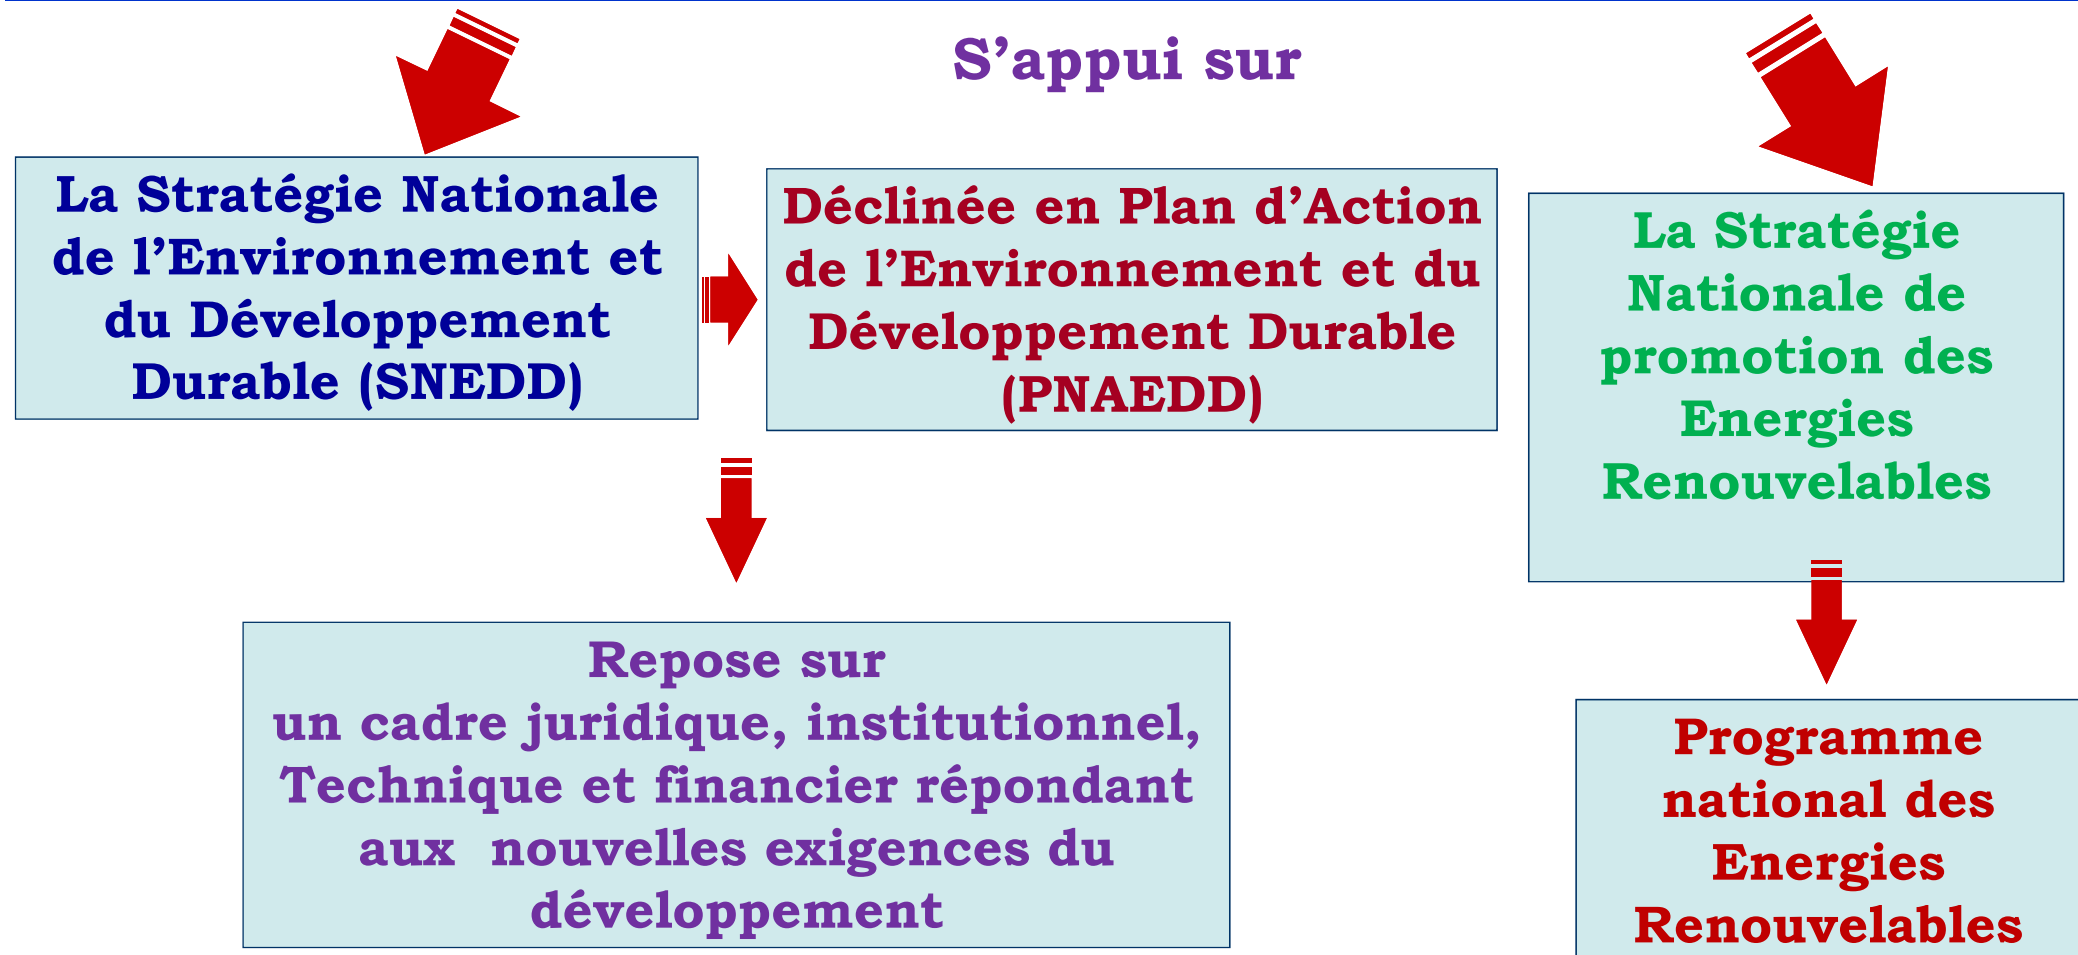 S’appui sur
La Stratégie Nationale
de l’Environnement et
du Développement
Durable (SNEDD)
Déclinée en Plan d’Action
de l’Environnement et du
Développement Durable
(PNAEDD)
La Stratégie
Nationale de
promotion des
Energies
Renouvelables
Repose sur
un cadre juridique, institutionnel,
Technique et financier répondant
aux  nouvelles exigences du
développement
Programme
national des
Energies
Renouvelables